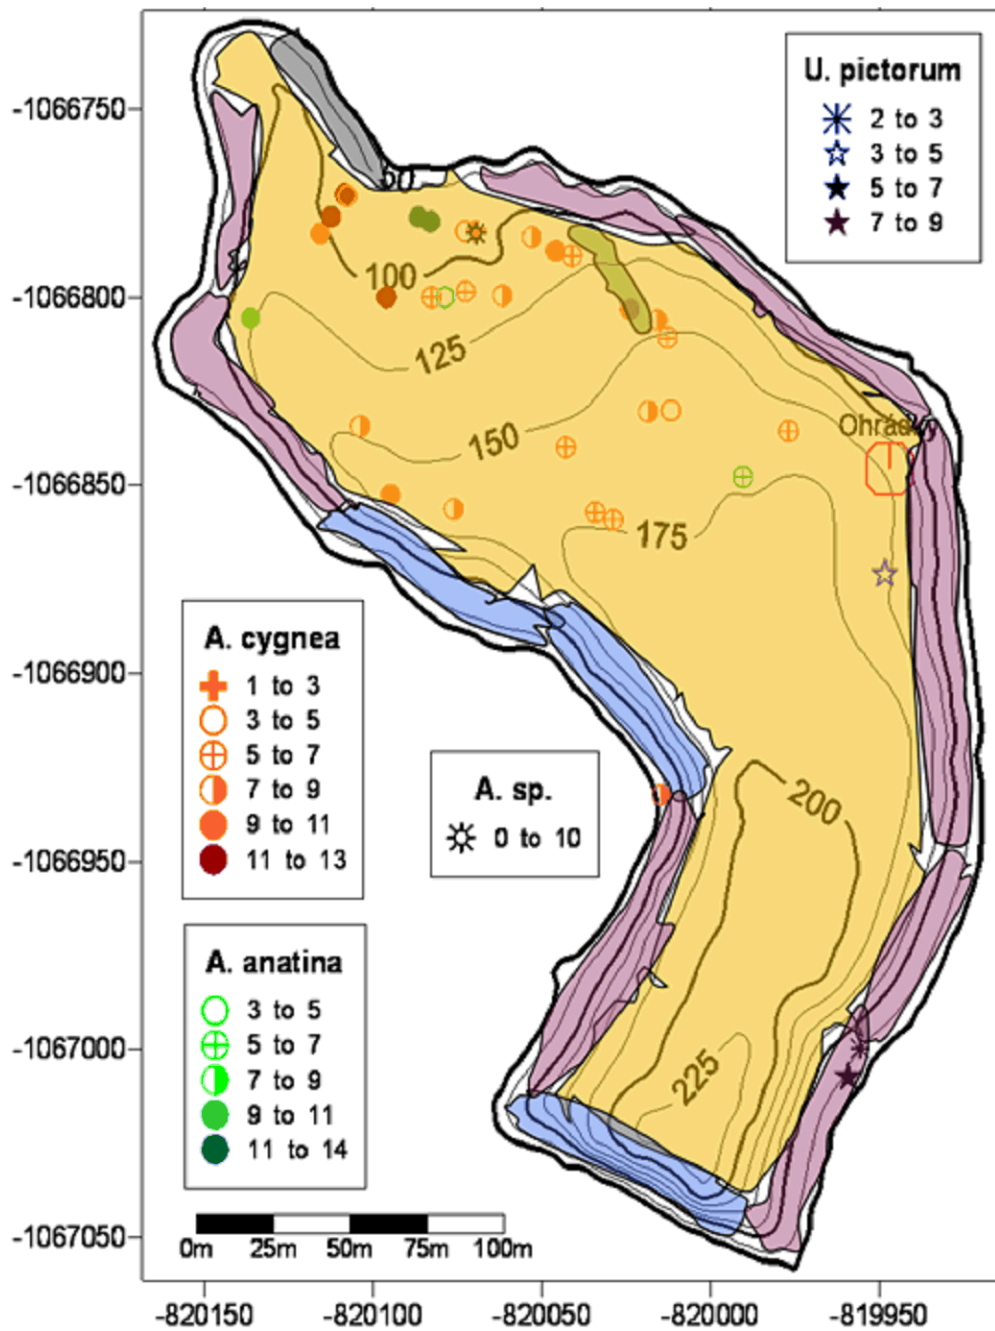 U. pictorum
2 to 3
3 to 5
5 to 7
7 to 9
-1066750
-1066800
-1066850
-1066900
-1066950
-1067000
-1067050
100
125
150
175
200
225
A. cygnea
1 to 3
3 to 5
5 to 7
7 to 9
9 to 11
11 to 13
A. sp.
0 to 10
A. anatina
3 to 5
5 to 7
7 to 9
9 to 11
11 to 14
0m 25m 50m 75m 100m
-820150 -820100 -820050 -820000 -819950